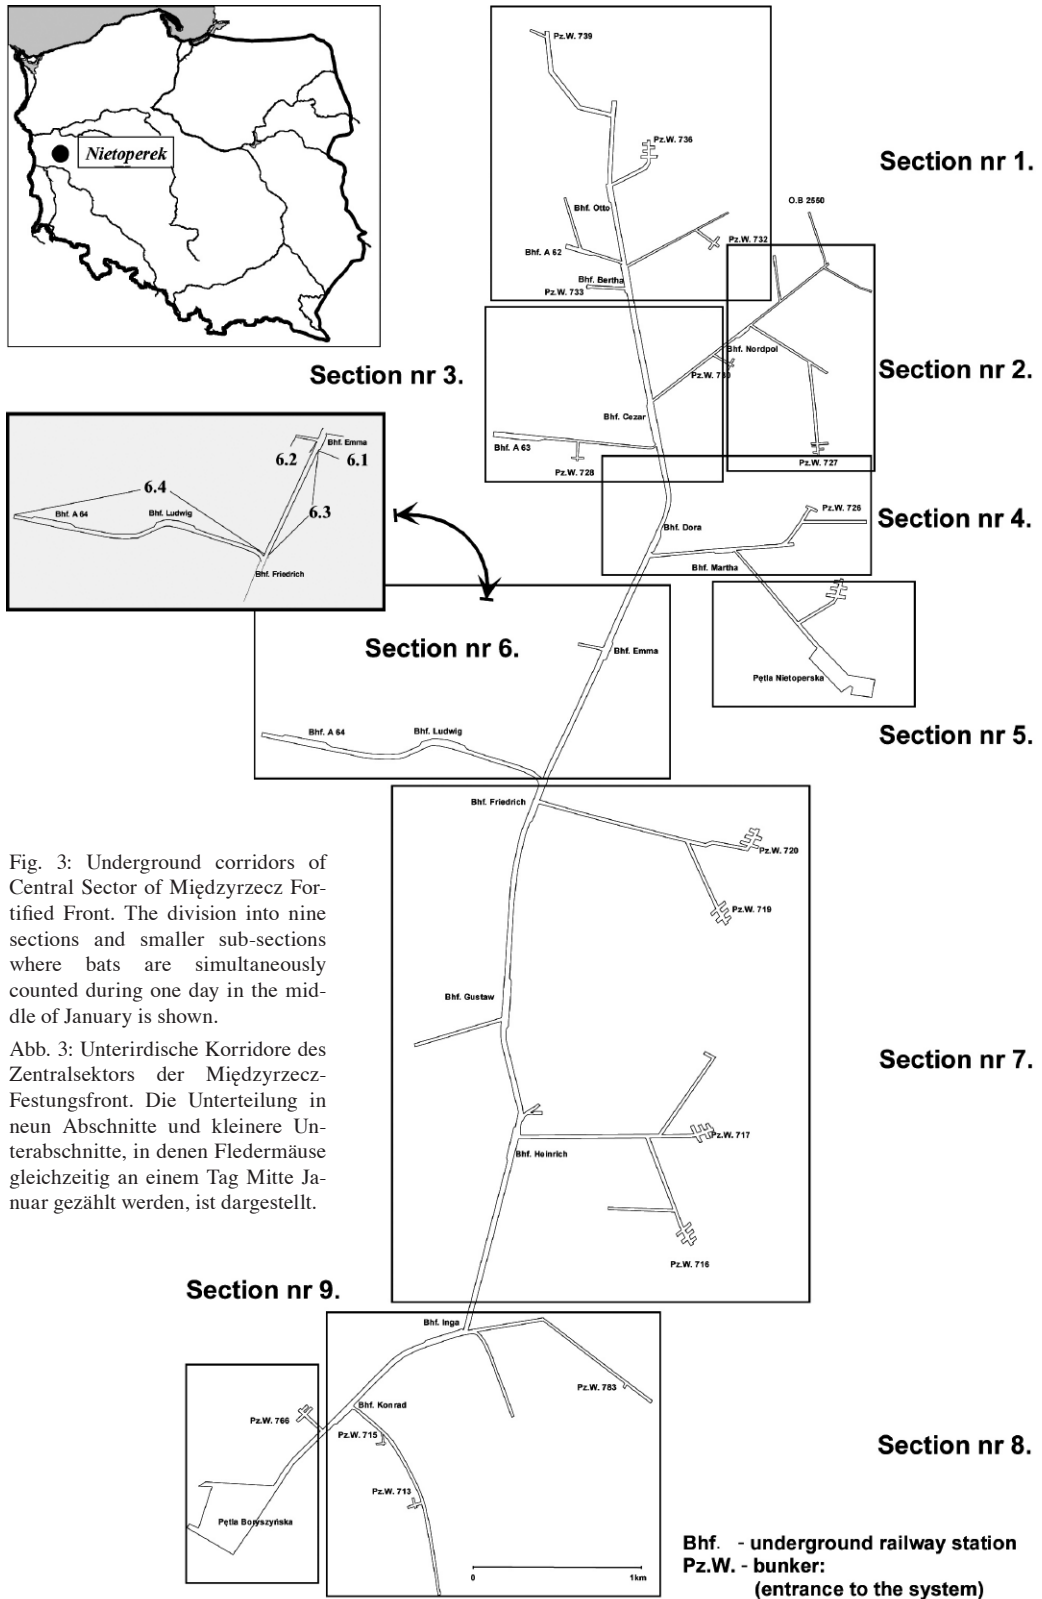 Nietoperek
Pz.W. 739
Pz.W. 736
Section nr 1.
Bhf. Otto
O.B 2550
Pz.W. 732
Bhf. A 62
Bhf. Bertha
Pz.W. 733
Section nr 3.
Bhf. Nordpol
Pz.W. 730
Section nr 2.
Bhf. Cezar
Bhf. A 63
Pz.W. 728
Pz.W. 727
Bhf. Emma
6.2
6.1
6.4
6.3
Bhf. A 64
Bhf. Ludwig
Bhf. Friedrich
Pz.W. 726
Section nr 4.
Bhf. Dora
Bhf. Martha
Section nr 6.
Bhf. Emma
Pętla Nietoperska
Section nr 5.
Bhf. A 64
Bhf. Ludwig
Bhf. Friedrich
Pz.W. 720
Pz.W. 719
Fig. 3: Underground corridors of
Central Sector of Międzyrzecz For-
tified Front. The division into nine
sections and smaller sub-sections
where bats are simultaneously
counted during one day in the mid-
dle of January is shown.
Abb. 3: Unterirdische Korridore des
Zentralsektors der Międzyrzecz-
Festungsfront. Die Unterteilung in
neun Abschnitte und kleinere Un-
terabschnitte, in denen Fledermäuse
gleichzeitig an einem Tag Mitte Ja-
nuar gezählt werden, ist dargestellt.
Bhf. Gustaw
Section nr 7.
Pz.W. 717
Bhf. Heinrich
Pz.W. 716
Section nr 9.
Bhf. Inga
Pz.W. 783
Bhf. Konrad
Pz.W. 766
Pz.W. 715
Section nr 8.
Pz.W. 713
Pętla Boryszyńska
0 1km
Bhf. - underground railway station
Pz.W. - bunker:
(entrance to the system)